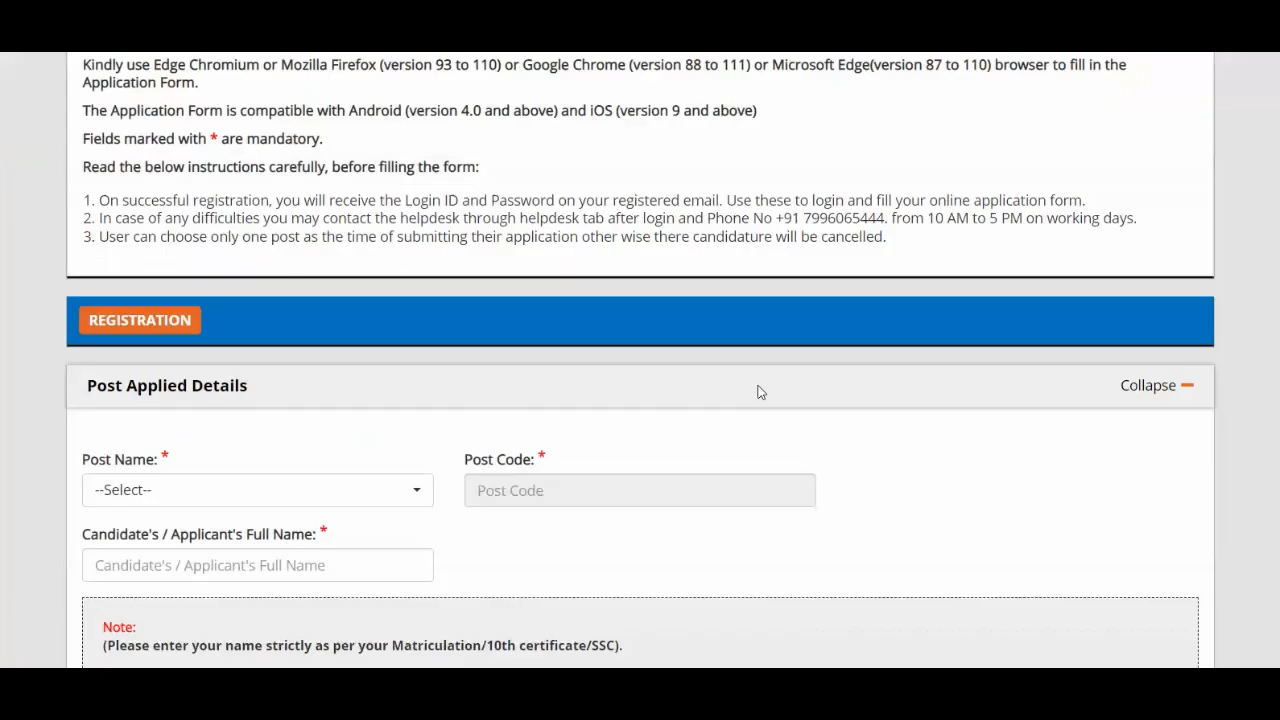 Kindly use Edge Chromium or Mozilla Firefox (version 93 to 110) or Google Chrome (version 88 to 111) or Microsoft Edge(version 87 to 110) browser to fill in the
Application Form.
The Application Form is compatible with Android (version 4.0 and above) and iOS (version 9 and above)
Fields marked with * are mandatory.
Read the below instructions carefully, before filling the form:
1. On successful registration, you will receive the Login ID and Password on your registered email. Use these to login and fill your online application form.
2. In case of any difficulties you may contact the helpdesk through helpdesk tab after login and Phone No +91 7996065444. from 10 AM to 5 PM on working days.
3. User can choose only one post as the time of submitting their application other wise there candidature will be cancelled.
REGISTRATION
Post Applied Details Collapse
Post Name: * Post Code: *
--Select-- Post Code
Candidate's / Applicant's Full Name: *
Candidate's / Applicant's Full Name
Note:
(Please enter your name strictly as per your Matriculation/10th certificate/SSC).